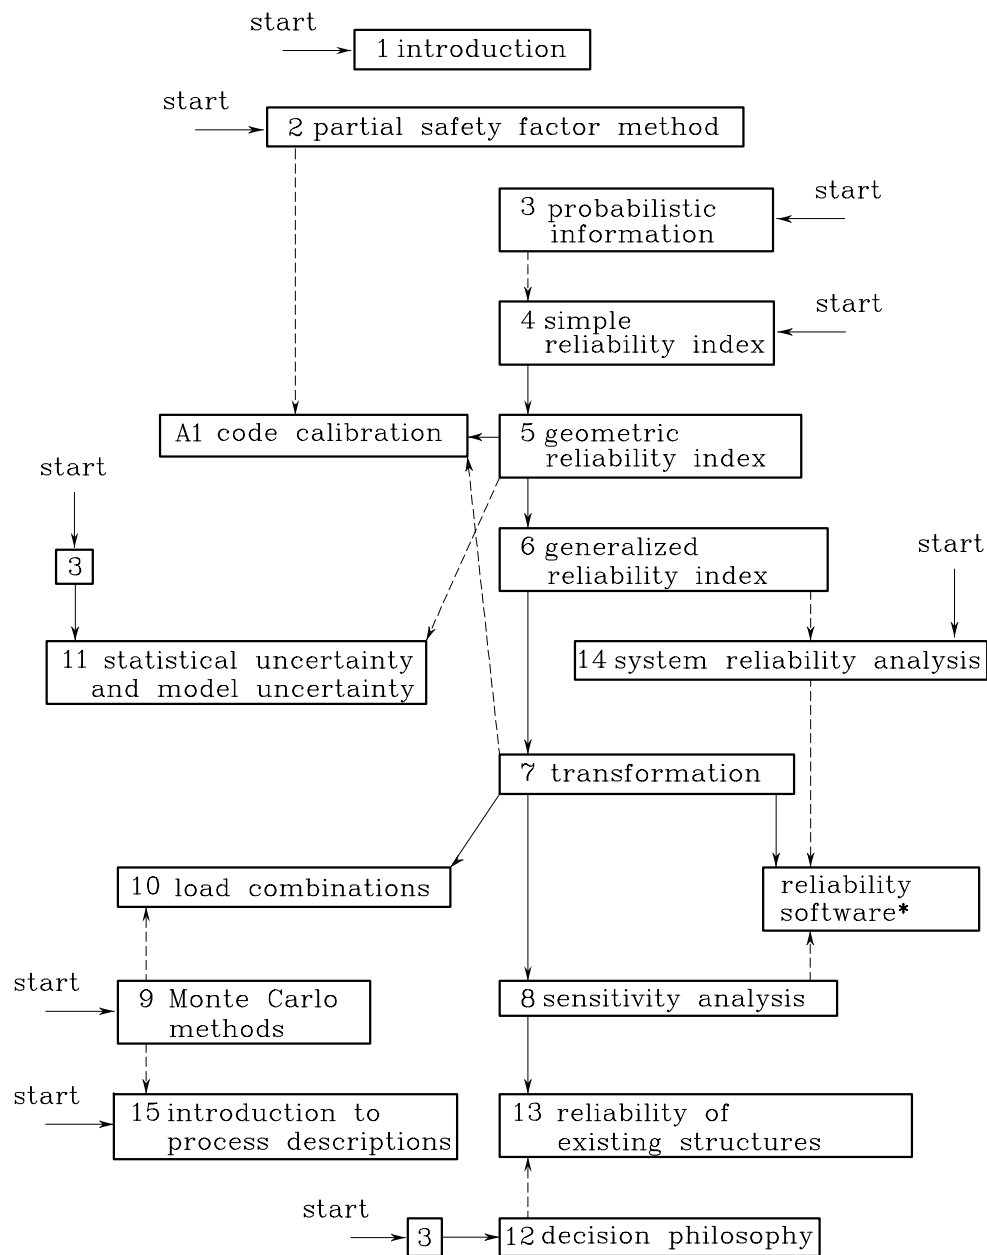 start
1 introduction
start
2 partial safety factor method
3 probabilistic
information
start
4 simple
reliability index
start
A1 code calibration
5 geometric
reliability index
start
3
6 generalized
reliability index
start
11 statistical uncertainty
and model uncertainty
14 system reliability analysis
7 transformation
10 load combinations
reliability
software*
start
9 Monte Carlo
methods
8 sensitivity analysis
start
15 introduction to
process descriptions
13 reliability of
existing structures
start
3
12 decision philosophy